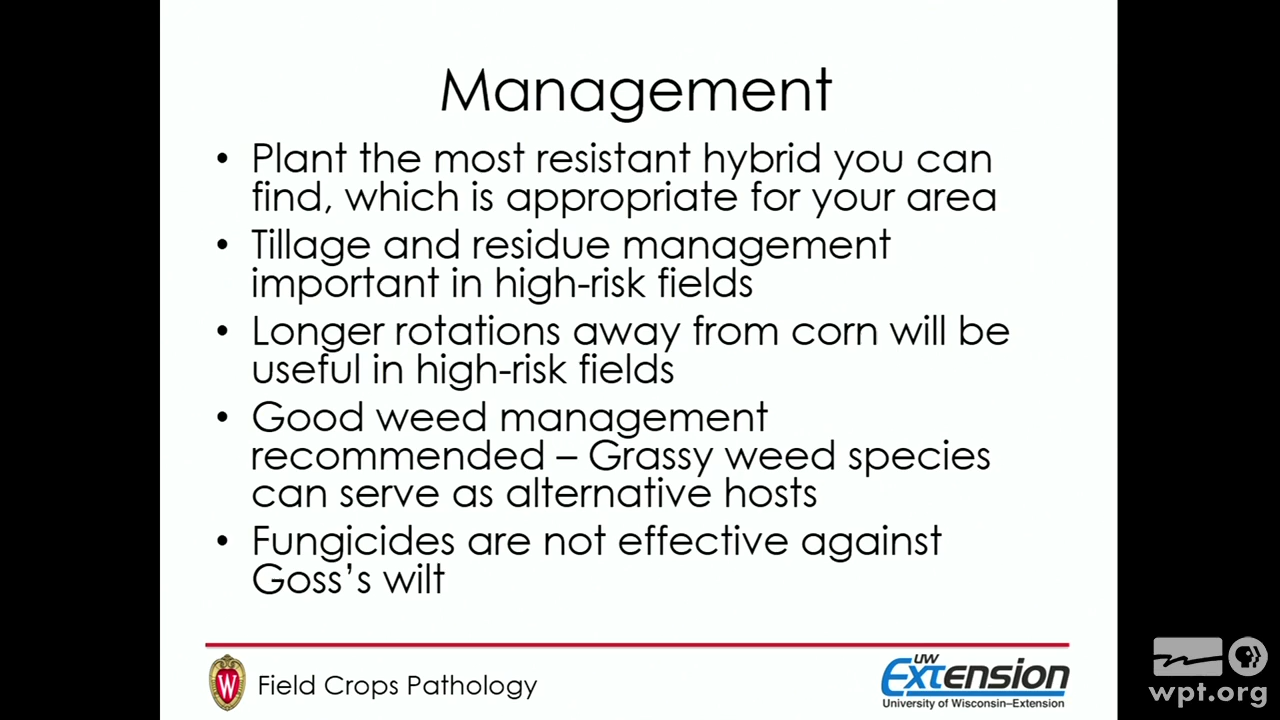 Management
• Plant the most resistant hybrid you can
find, which is appropriate for your area
• Tillage and residue management
important in high-risk fields
• Longer rotations away from corn will be
useful in high-risk fields
• Good weed management
recommended – Grassy weed species
can serve as alternative hosts
• Fungicides are not effective against
Goss’s wilt
W
Field Crops Pathology
UW
Extension
University of Wisconsin–Extension
wpt.org